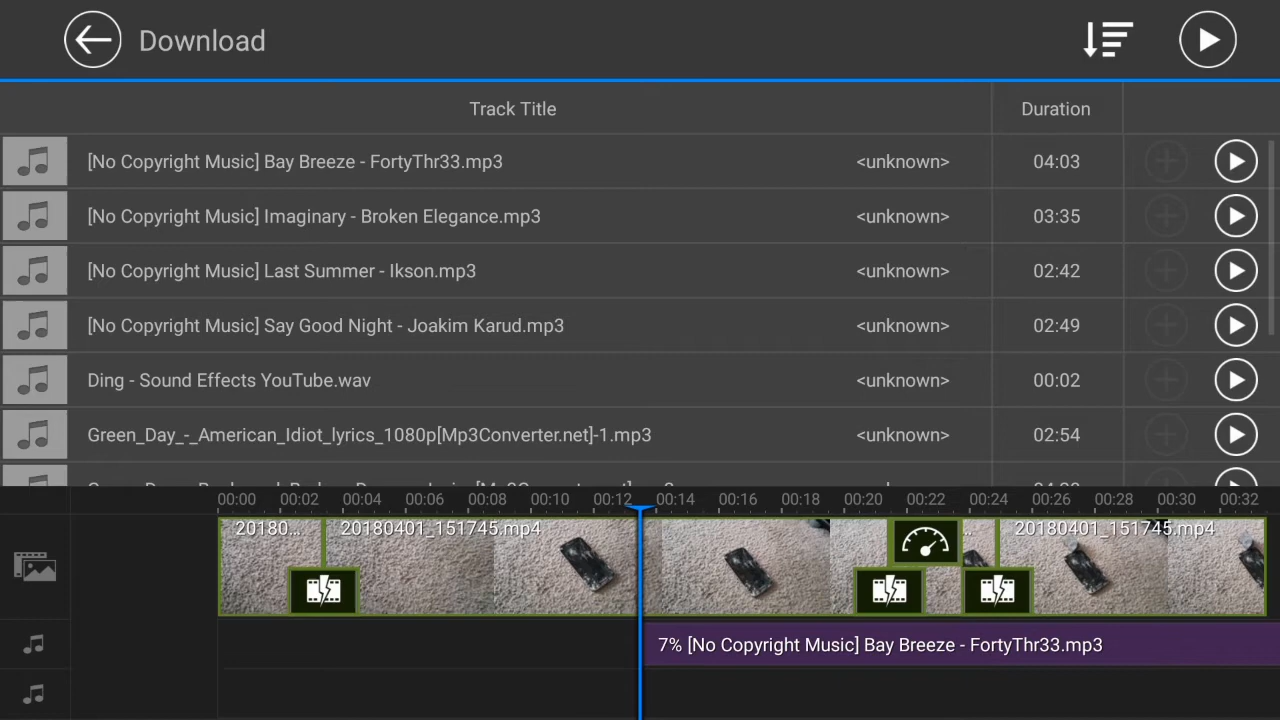 Download
Track Title Duration
[No Copyright Music] Bay Breeze - FortyThr33.mp3 <unknown> 04:03
[No Copyright Music] Imaginary - Broken Elegance.mp3 <unknown> 03:35
[No Copyright Music] Last Summer - Ikson.mp3 <unknown> 02:42
[No Copyright Music] Say Good Night - Joakim Karud.mp3 <unknown> 02:49
Ding - Sound Effects YouTube.wav <unknown> 00:02
Green_Day_-_American_Idiot_lyrics_1080p[Mp3Converter.net]-1.mp3 <unknown> 02:54
00:00 00:02 00:04 00:06 00:08 00:10 00:12 00:14 00:16 00:18 00:20 00:22 00:24 00:26 00:28 00:30 00:32
20180... 20180401_151745.mp4 20180401_151745.mp4
7% [No Copyright Music] Bay Breeze - FortyThr33.mp3